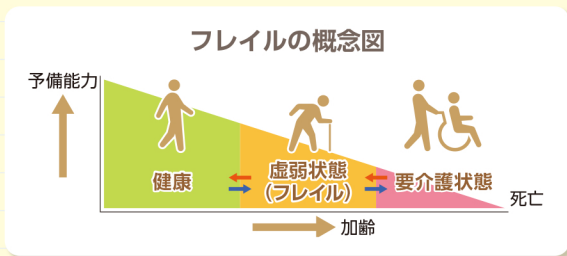 フレイルの概念図
予備能力
健康
虚弱状態
(フレイル)
要介護状態
死亡
加齢